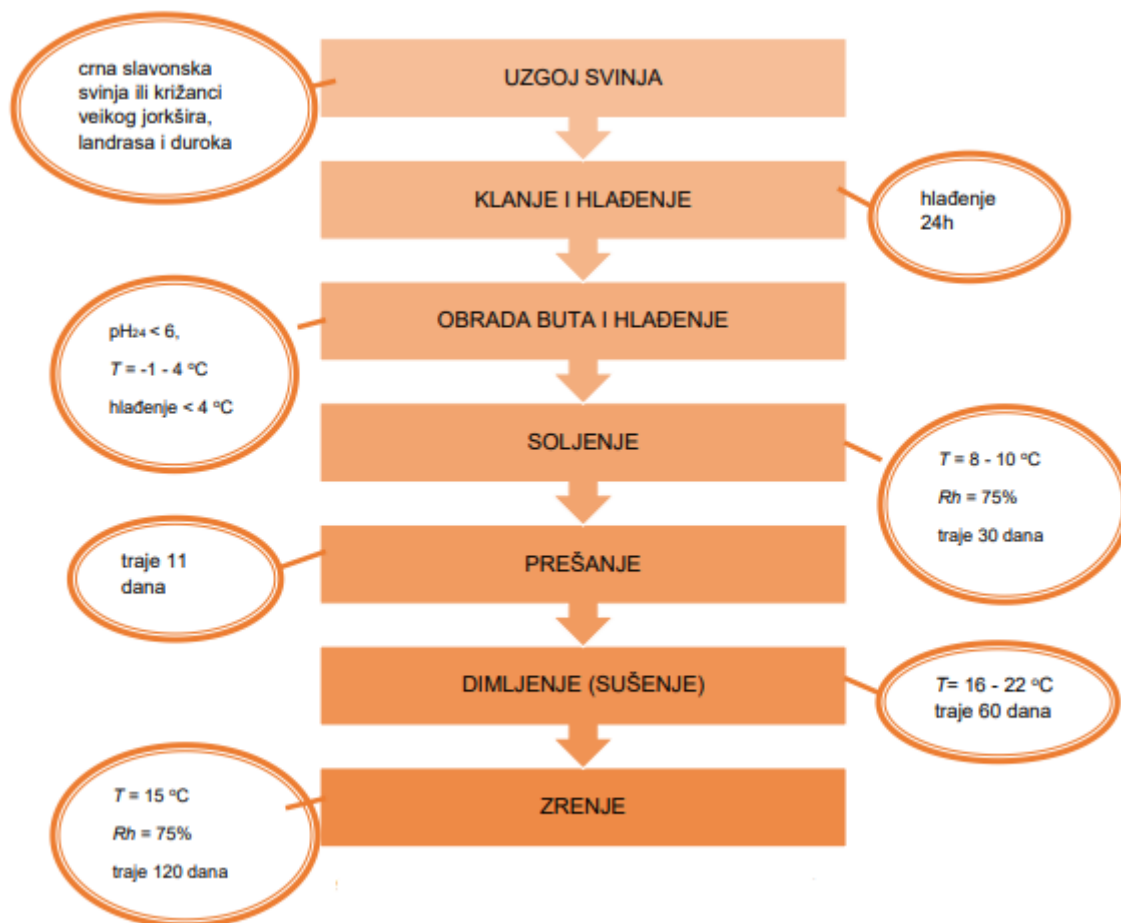 crna slavonska
svinja ili križanci
veikog jorkšira,
landrasa i duroka
UZGOJ SVINJA
KLANJE I HLAĐENJE
hlađenje
24h
OBRADA BUTA I HLAĐENJE
pH24 < 6,
T = -1 - 4 °C
hlađenje < 4 °C
SOLJENJE
T = 8 - 10 °C
Rh = 75%
traje 30 dana
PREŠANJE
traje 11
dana
DIMLJENJE (SUŠENJE)
T= 16 - 22 °C
traje 60 dana
ZRENJE
T = 15 °C
Rh = 75%
traje 120 dana